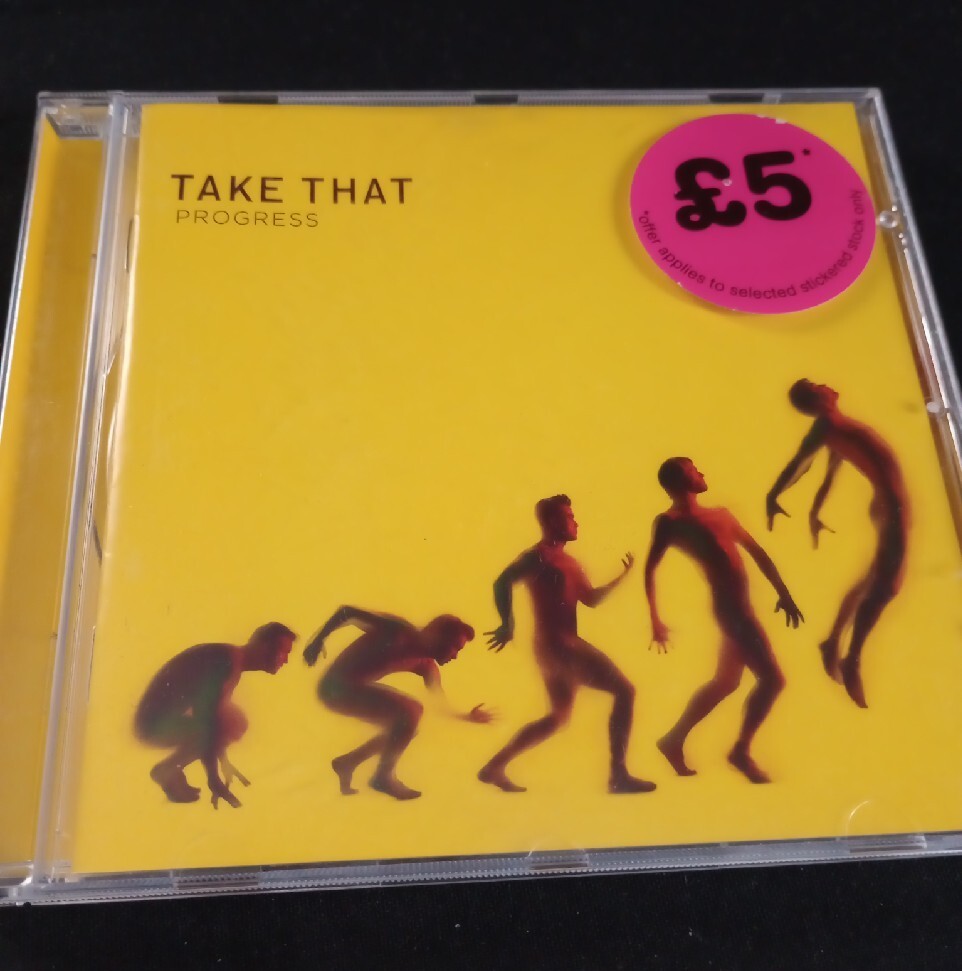 TAKE THAT
PROGRESS
£5*
*offer applies to selected stickered stock only